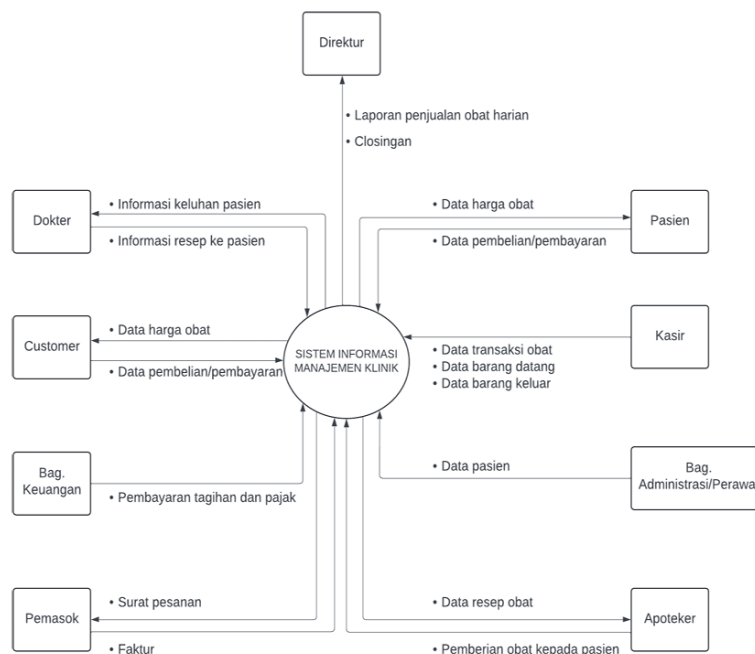 Direktur
• Laporan penjualan obat harian
• Closingan
Dokter
• Informasi keluhan pasien
• Informasi resep ke pasien
• Data harga obat
• Data pembelian/pembayaran
Pasien
Customer
• Data harga obat
• Data pembelian/pembayaran
SISTEM INFORMASI
MANAJEMEN KLINIK
• Data transaksi obat
• Data barang datang
• Data barang keluar
Kasir
Bag.
Keuangan
• Pembayaran tagihan dan pajak
• Data pasien
Bag.
Administrasi/Perawa
Pemasok
• Surat pesanan
• Faktur
• Data resep obat
• Pemberian obat kepada pasien
Apoteker